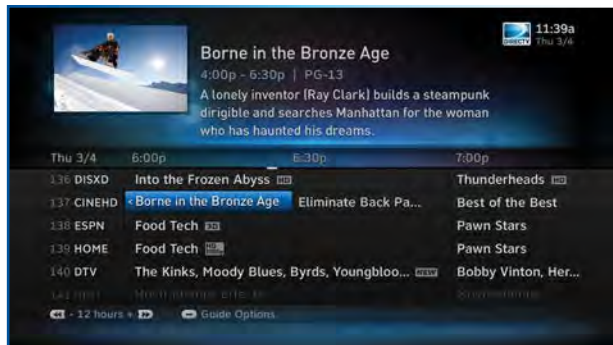 11:39a
DIRECTV Thu 3/4
Borne in the Bronze Age
4:00p - 6:30p | PG-13
A lonely inventor (Ray Clark) builds a steampunk
dirigible and searches Manhattan for the woman
who has haunted his dreams.
Thu 3/4 6:00p 6:30p 7:00p
136 DISXD Into the Frozen Abyss HD Thunderheads HD
137 CINEHD <Borne in the Bronze Age Eliminate Back Pa... Best of the Best
138 ESPN Food Tech 3D Pawn Stars
139 HOME Food Tech HD Pawn Stars
140 DTV The Kinks, Moody Blues, Byrds, Youngbloo... NEW Bobby Vinton, Her...
- 12 hours + Guide Options